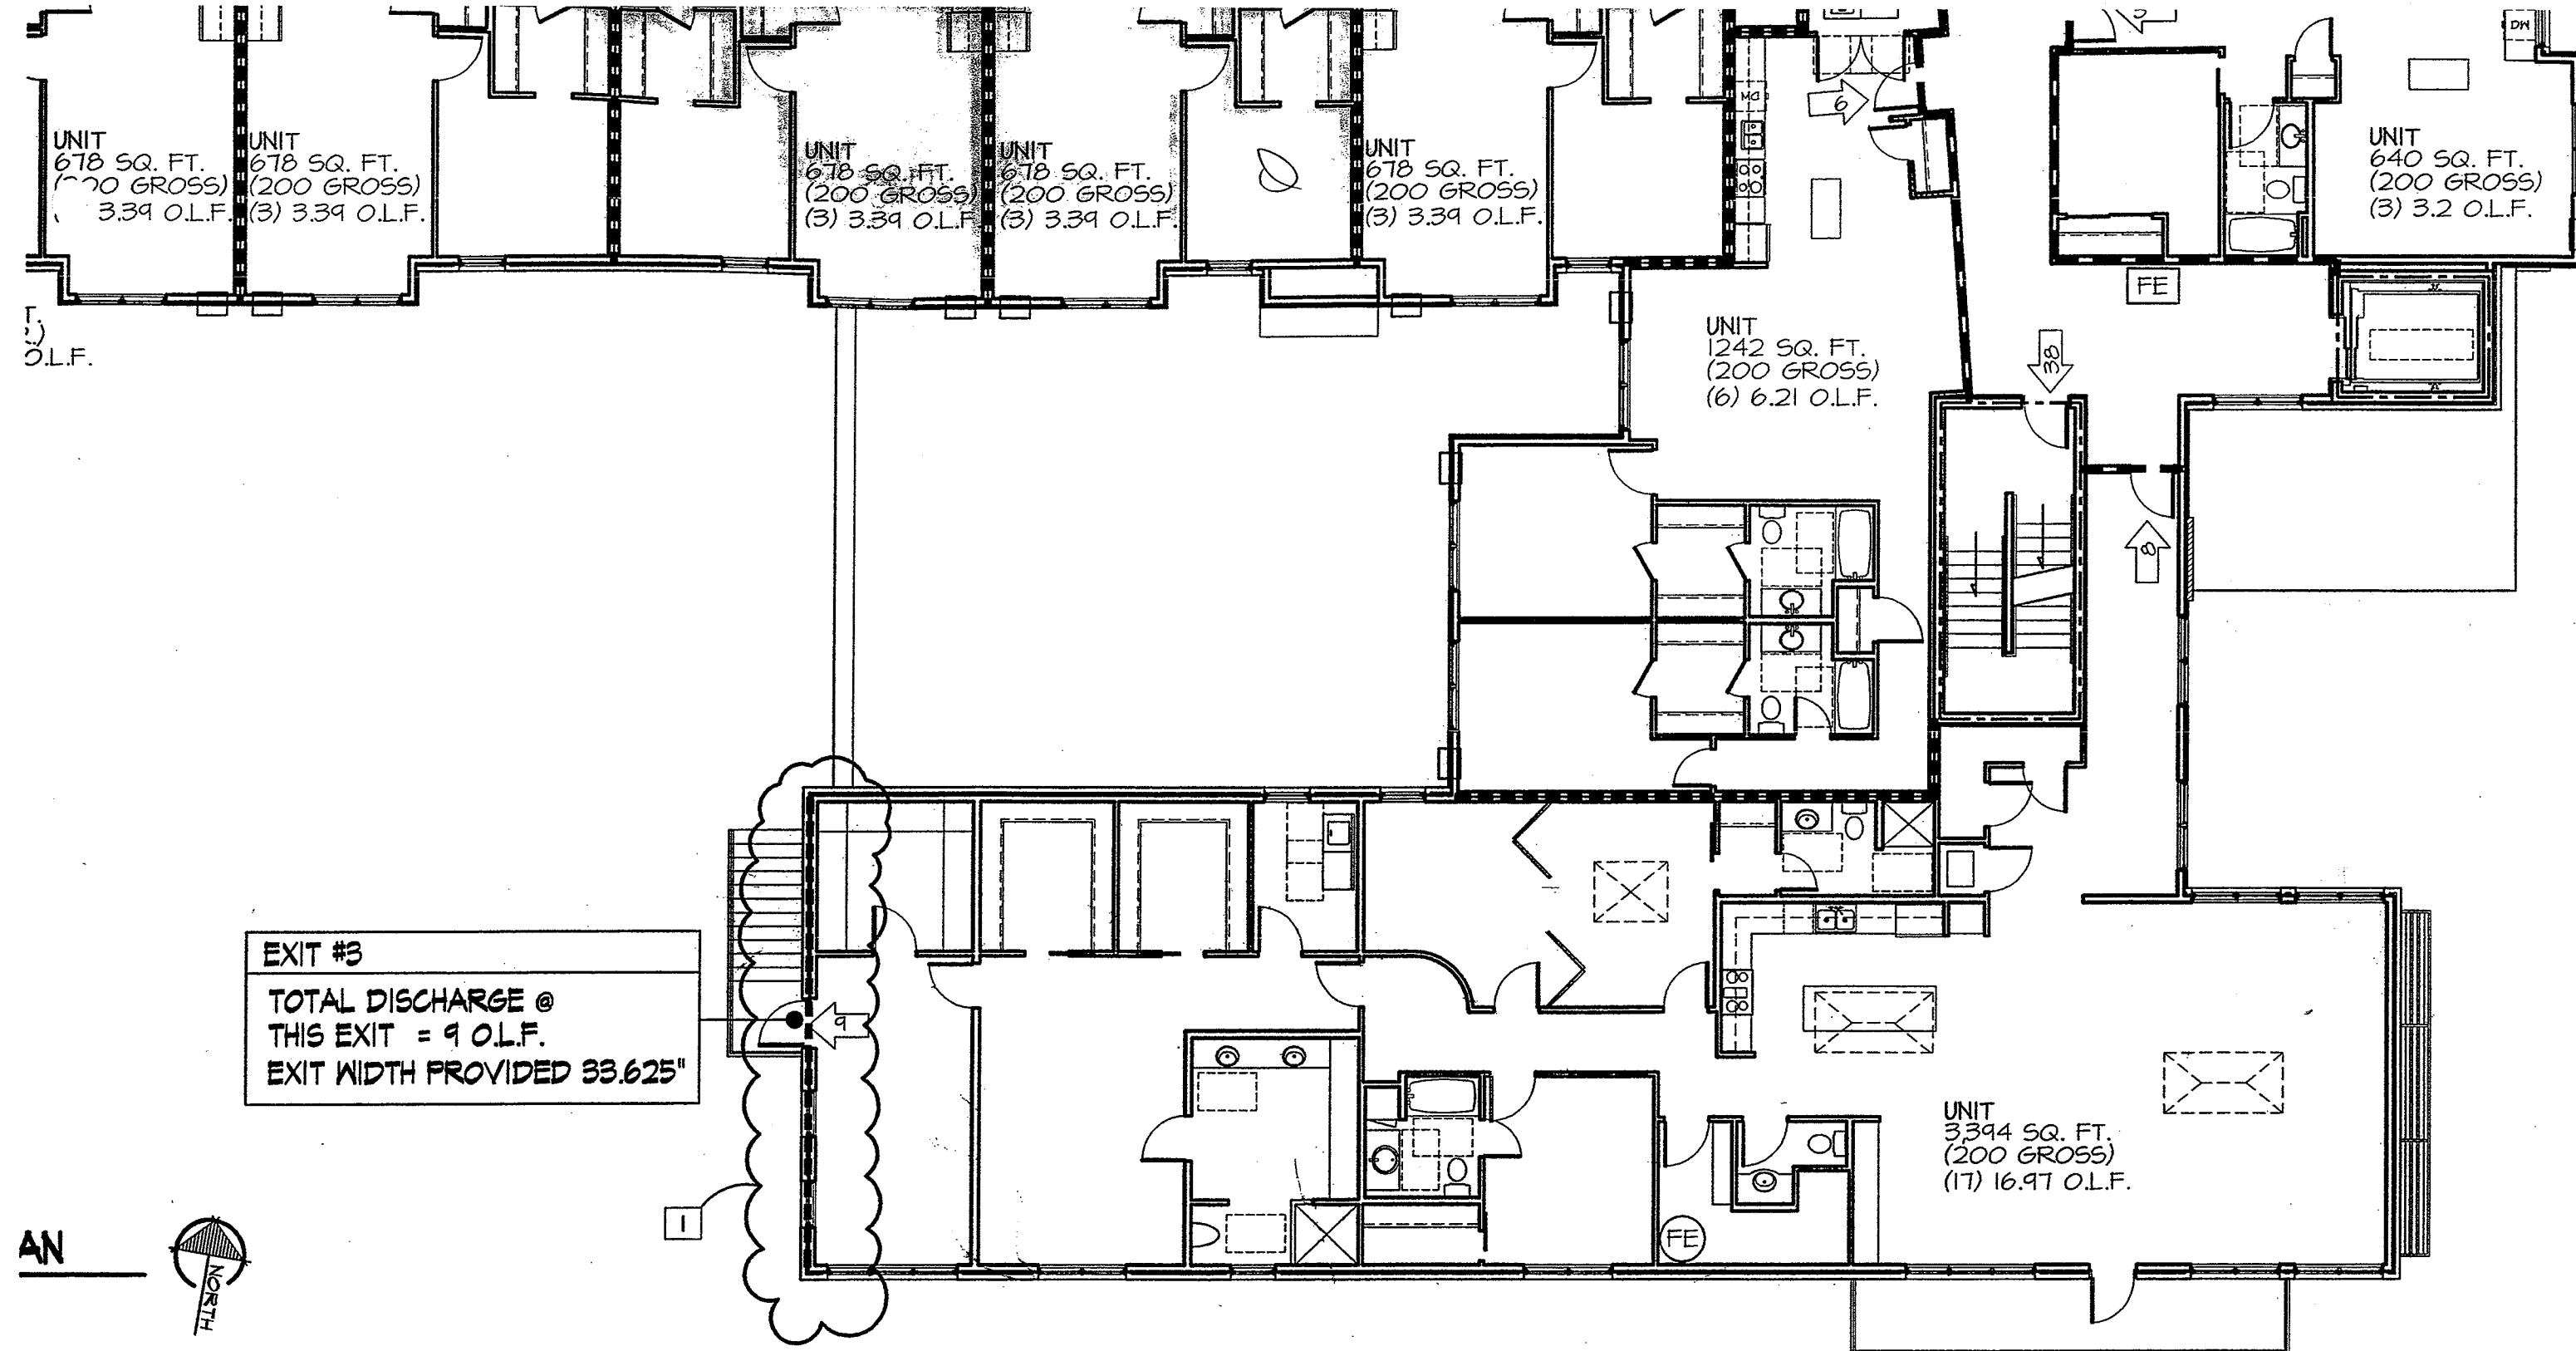 UNIT
678 SQ. FT.
GROSS)
3.39 O.L.F.
UNIT
678 SQ. FT.
(200 GROSS)
(3) 3.39 O.L.F.
UNIT
678 SQ. FT.
(200 GROSS)
(3) 3.39 O.L.F
UNIT
678 SQ. FT.
(200 GROSS)
(3) 3.39 O.L.F.
UNIT
678 SQ. FT.
(200 GROSS)
(3) 3.39 O.L.F.
DW
6
DW
UNIT
640 SQ. FT.
(200 GROSS)
(3) 3.2 O.L.F.
FE
T.
O.L.F.
UNIT
1242 SQ. FT.
(200 GROSS)
(6) 6.21 O.L.F.
38
8
EXIT #3
TOTAL DISCHARGE @
THIS EXIT = 9 O.L.F.
EXIT WIDTH PROVIDED 33.625"
9
1
UNIT
3,394 SQ. FT.
(200 GROSS)
(17) 16.97 O.L.F.
FE
AN
NORTH